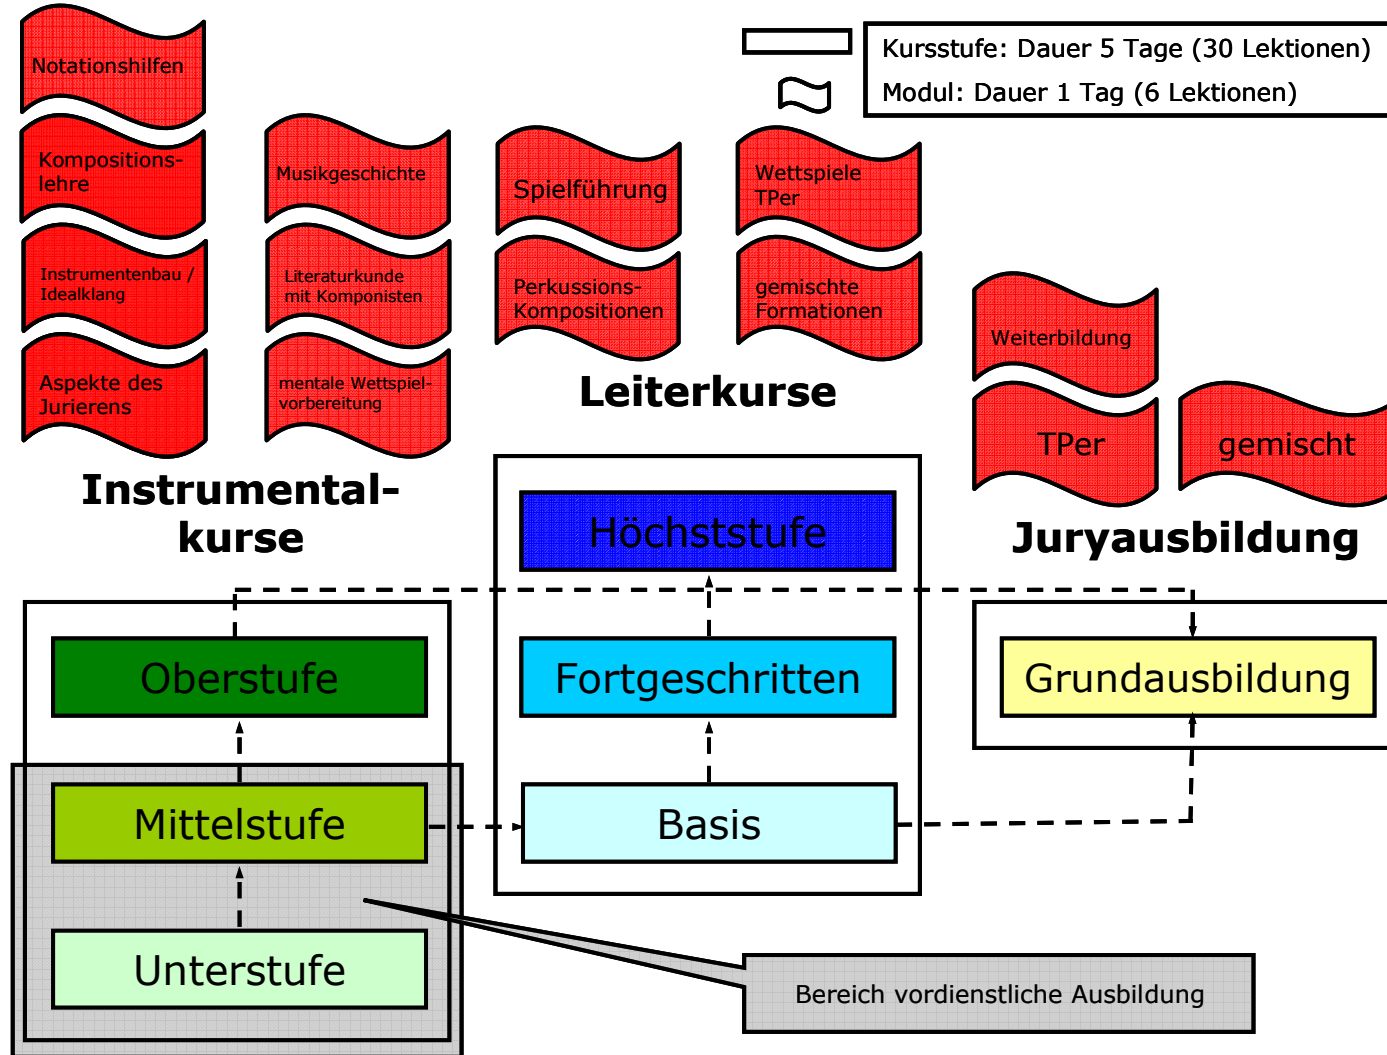 Kursstufe: Dauer 5 Tage (30 Lektionen)
Modul: Dauer 1 Tag (6 Lektionen)
Notationshilfen
Kompositions-
lehre
Instrumentenbau /
Idealklang
Aspekte des
Jurierens
Musikgeschichte
Literaturkunde
mit Komponisten
mentale Wettspiel-
vorbereitung
Instrumental-
kurse
Spielführung
Perkussions-
Kompositionen
Wettspiele
TPer
gemischte
Formationen
Leiterkurse
Weiterbildung
TPer
gemischt
Juryausbildung
Höchststufe
Oberstufe
Fortgeschritten
Grundausbildung
Mittelstufe
Basis
Unterstufe
Bereich vordienstliche Ausbildung